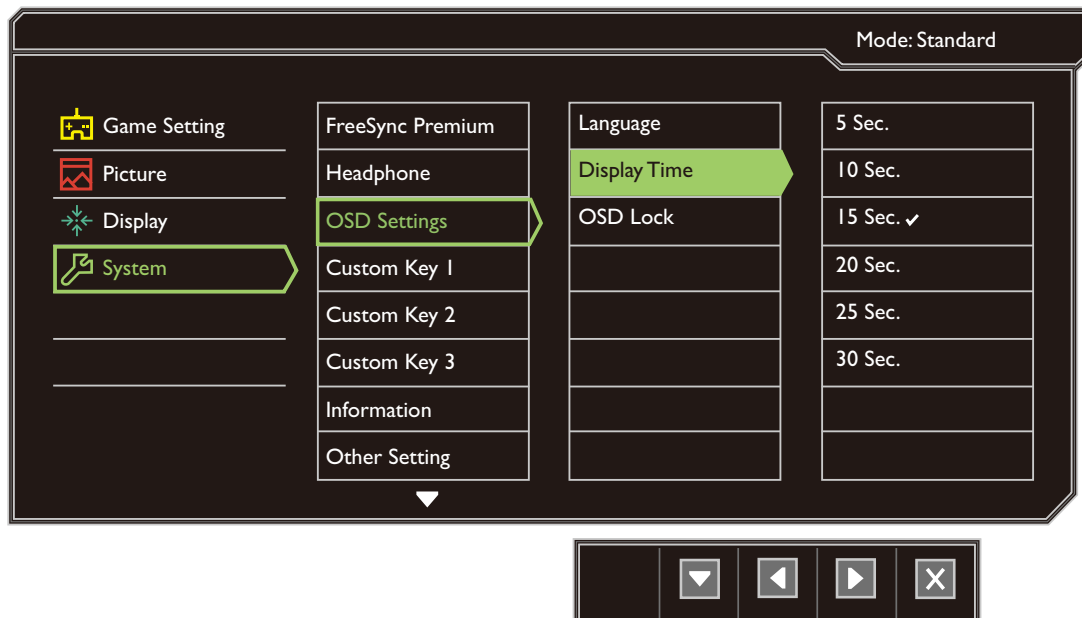 Mode: Standard
Game Setting
Picture
Display
System
FreeSync Premium
Headphone
OSD Settings
Custom Key 1
Custom Key 2
Custom Key 3
Information
Other Setting
Language
Display Time
OSD Lock
5 Sec.
10 Sec.
15 Sec. ✓
20 Sec.
25 Sec.
30 Sec.